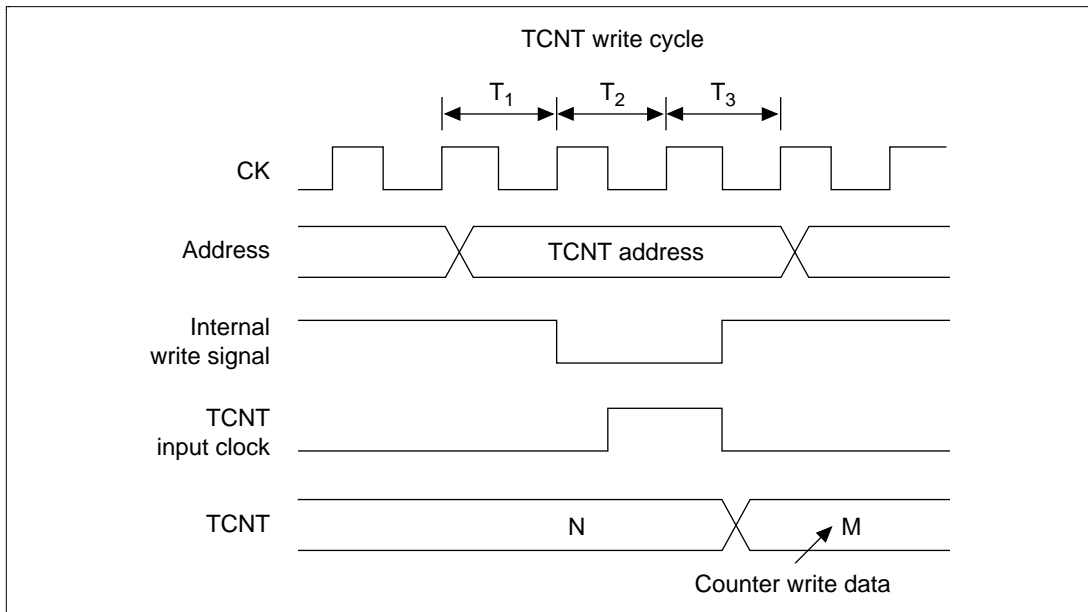 TCNT write cycle
T1 T2 T3
CK
Address
TCNT address
Internal
write signal
TCNT
input clock
TCNT
N
M
Counter write data